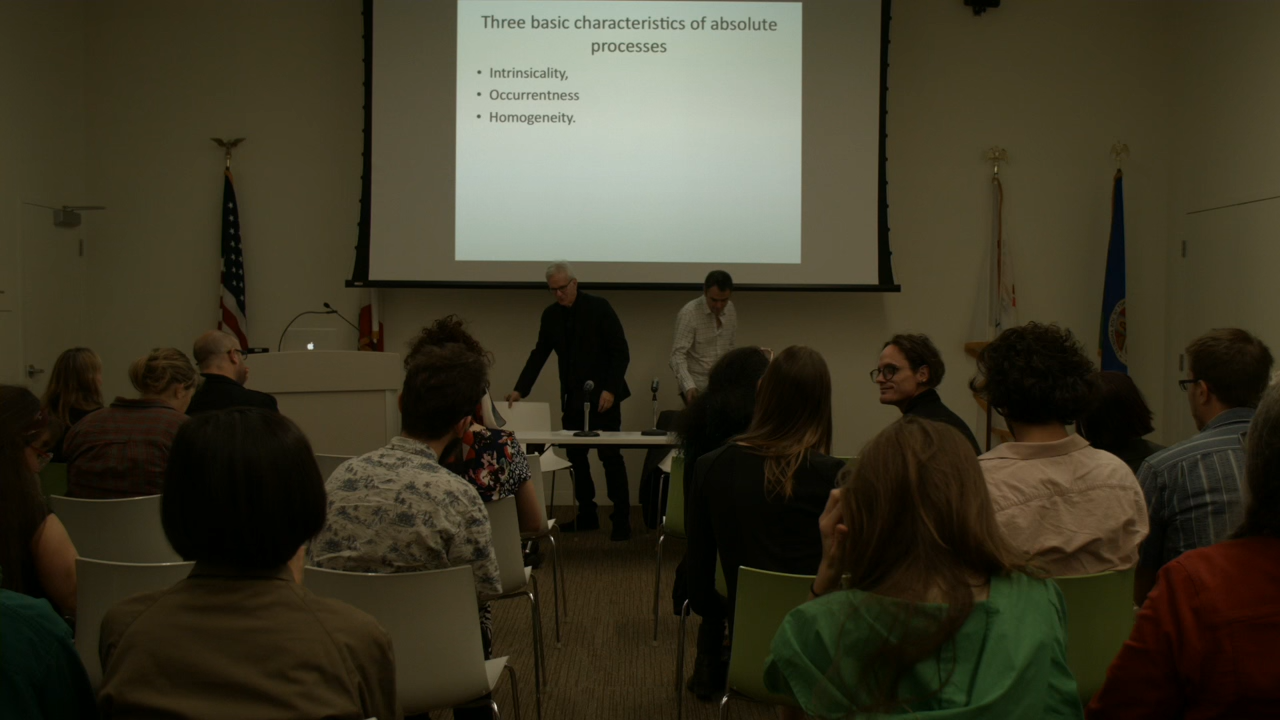 Three basic characteristics of absolute
processes
• Intrinsicality,
• Occurrentness
• Homogeneity.